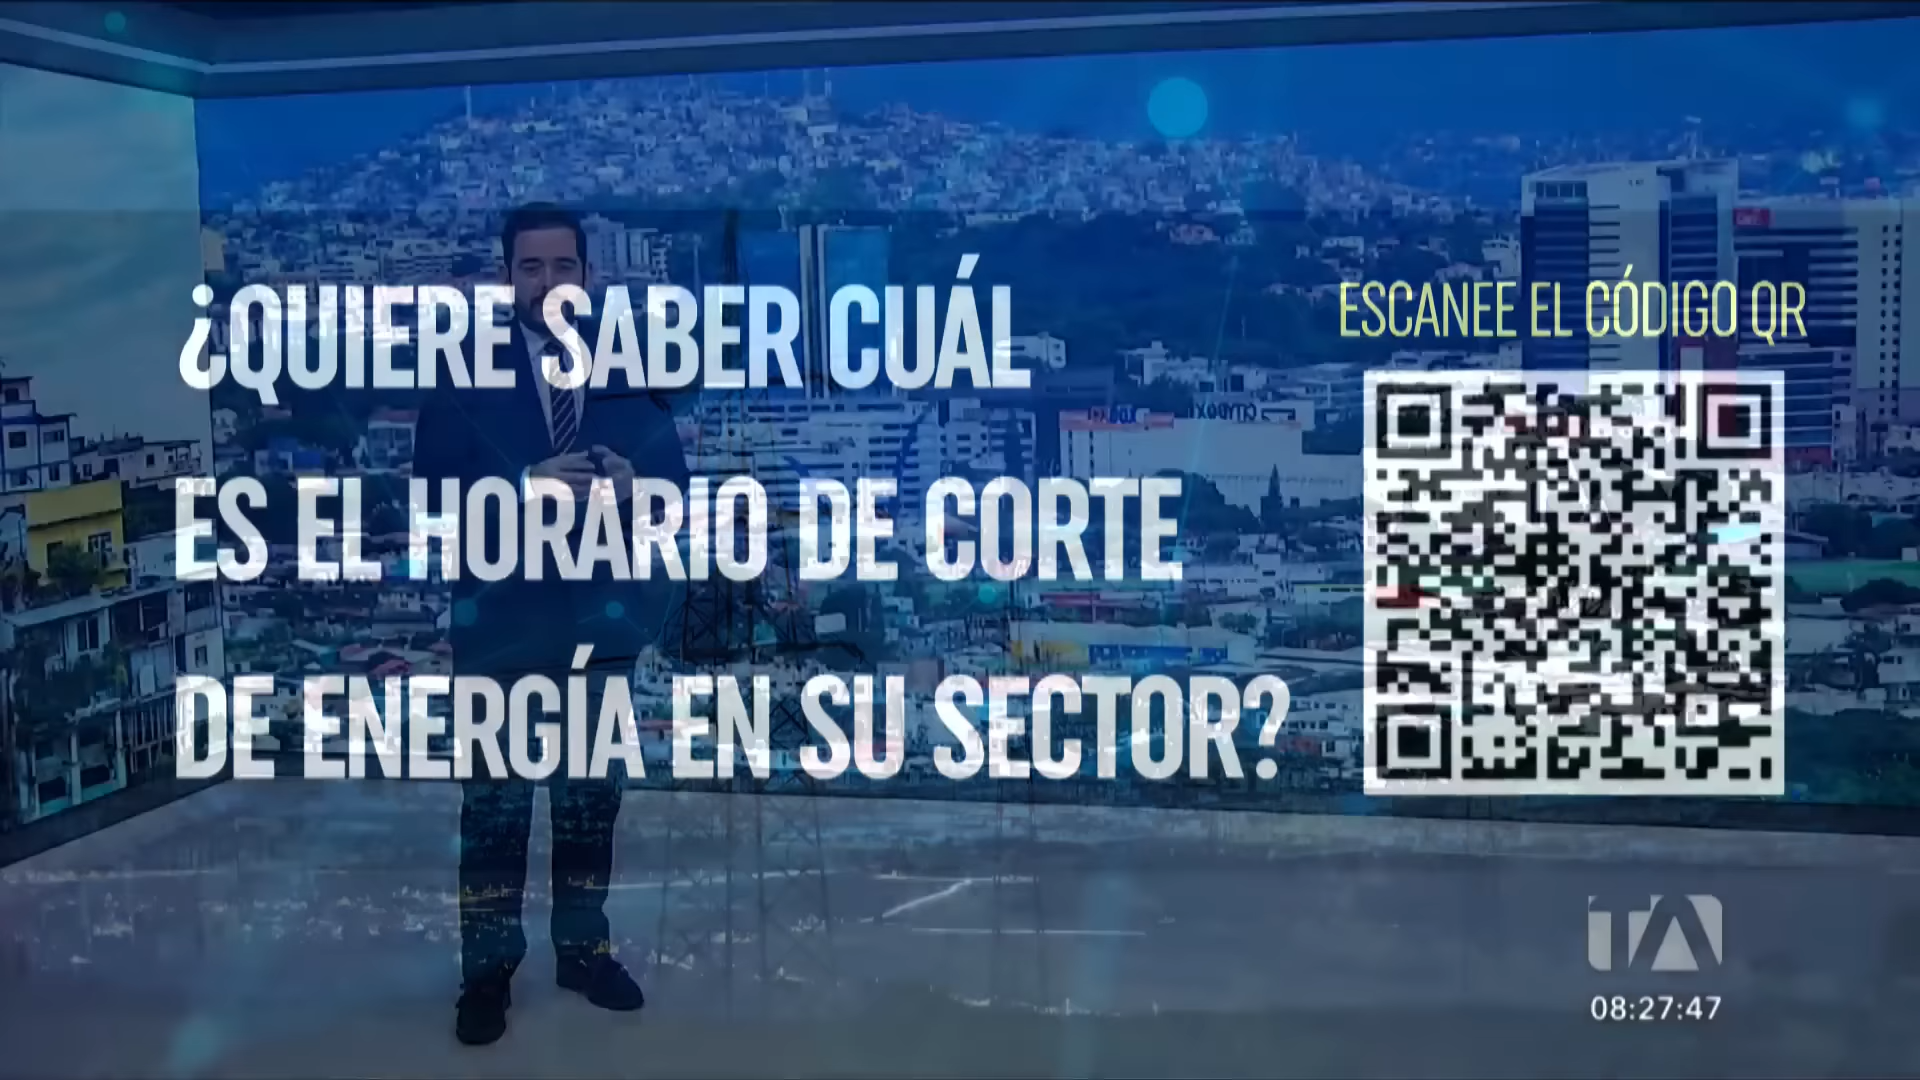 ¿QUIERE SABER CUÁL
ES EL HORARIO DE CORTE
DE ENERGÍA EN SU SECTOR?
ESCANEE EL CÓDIGO QR
TA
08:27:47